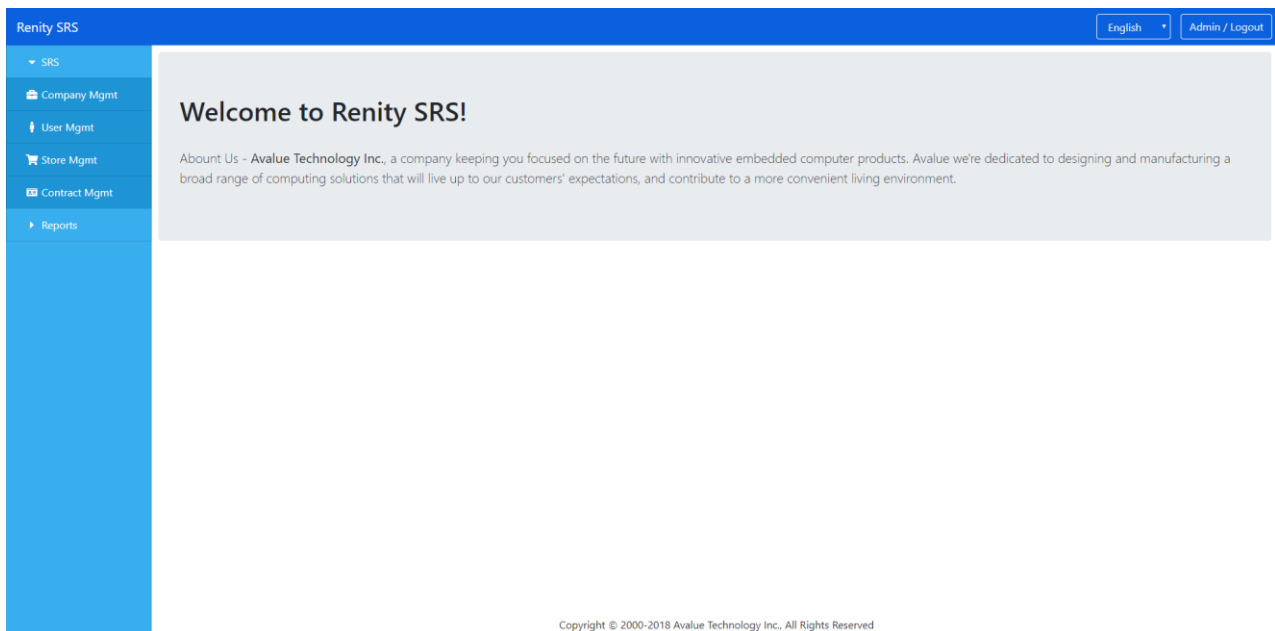 Renity SRS
English
Admin / Logout
SRS
Company Mgmt
User Mgmt
Store Mgmt
Contract Mgmt
Reports
Welcome to Renity SRS!
Abount Us - Avalue Technology Inc., a company keeping you focused on the future with innovative embedded computer products. Avalue we're dedicated to designing and manufacturing a
broad range of computing solutions that will live up to our customers' expectations, and contribute to a more convenient living environment.
Copyright © 2000-2018 Avalue Technology Inc., All Rights Reserved